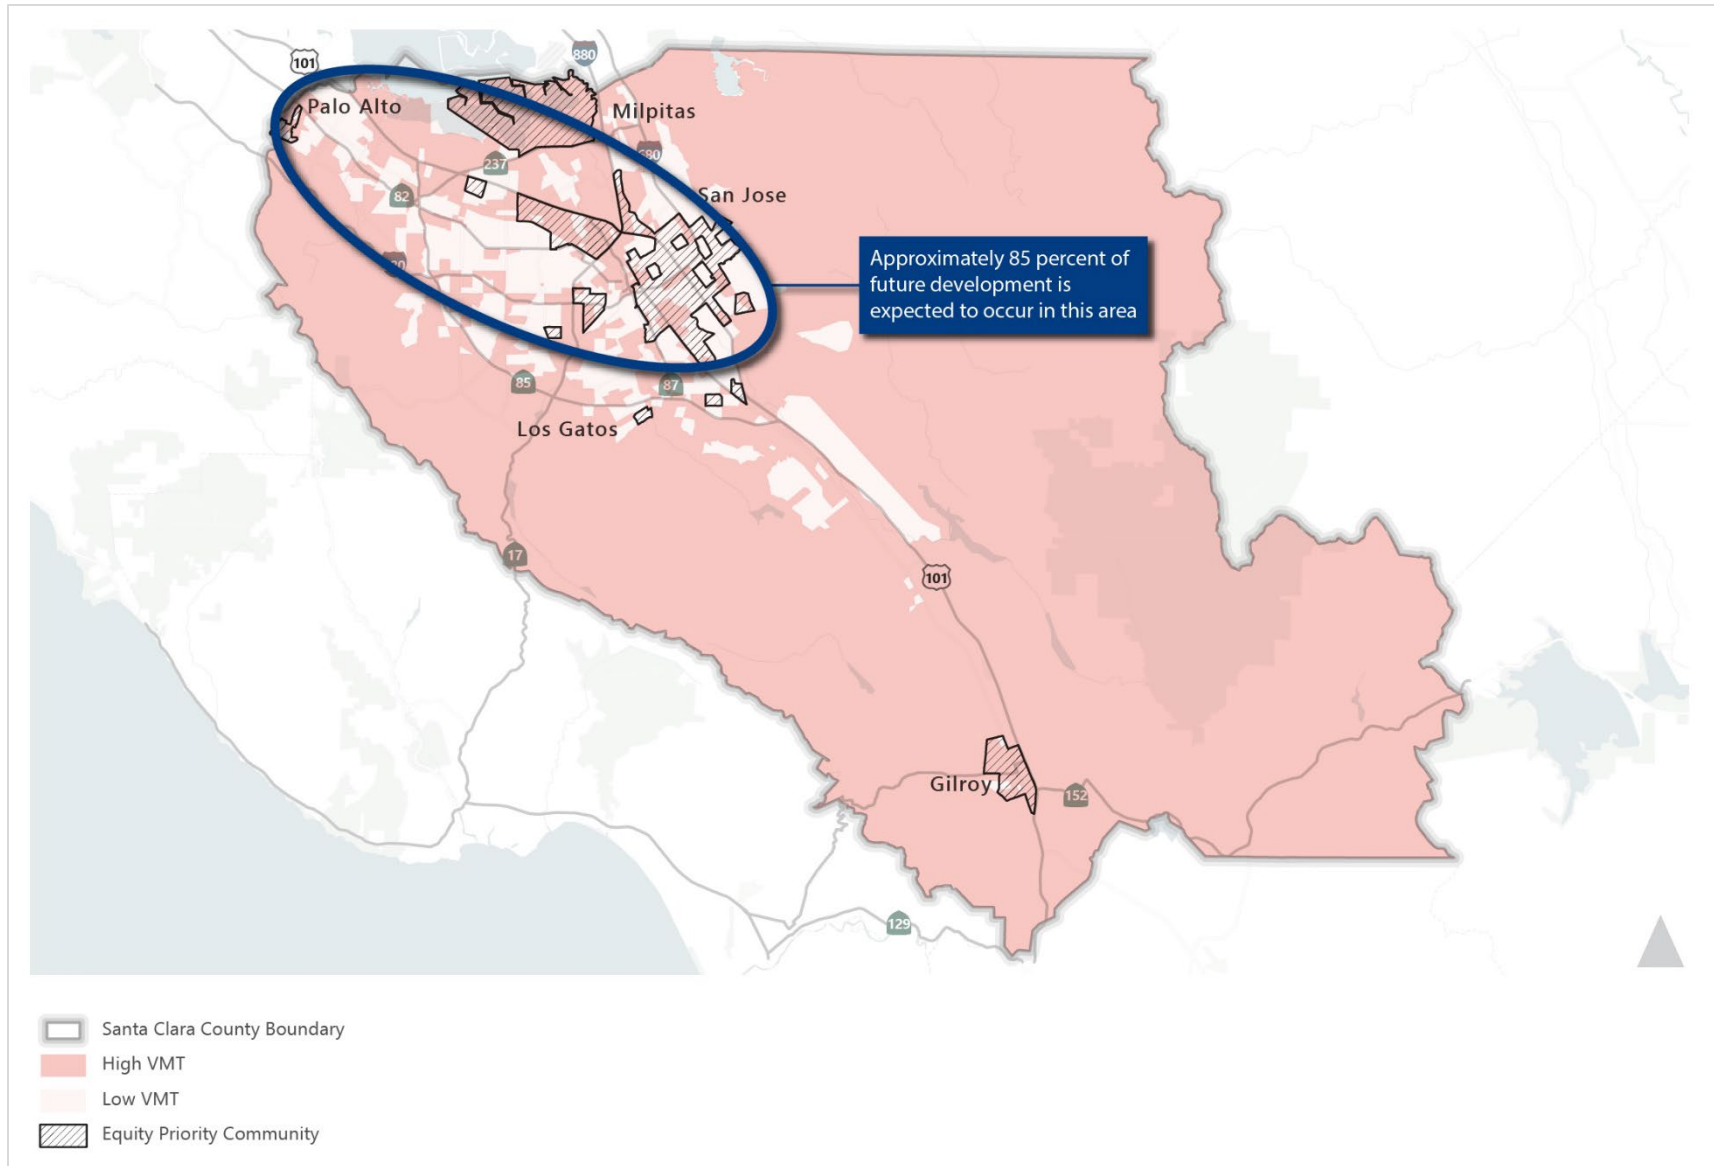 101
880
Palo Alto
Milpitas
680
237
82
San Jose
Approximately 85 percent of
future development is
expected to occur in this area
85
87
Los Gatos
17
101
Gilroy
152
129
Santa Clara County Boundary
High VMT
Low VMT
Equity Priority Community